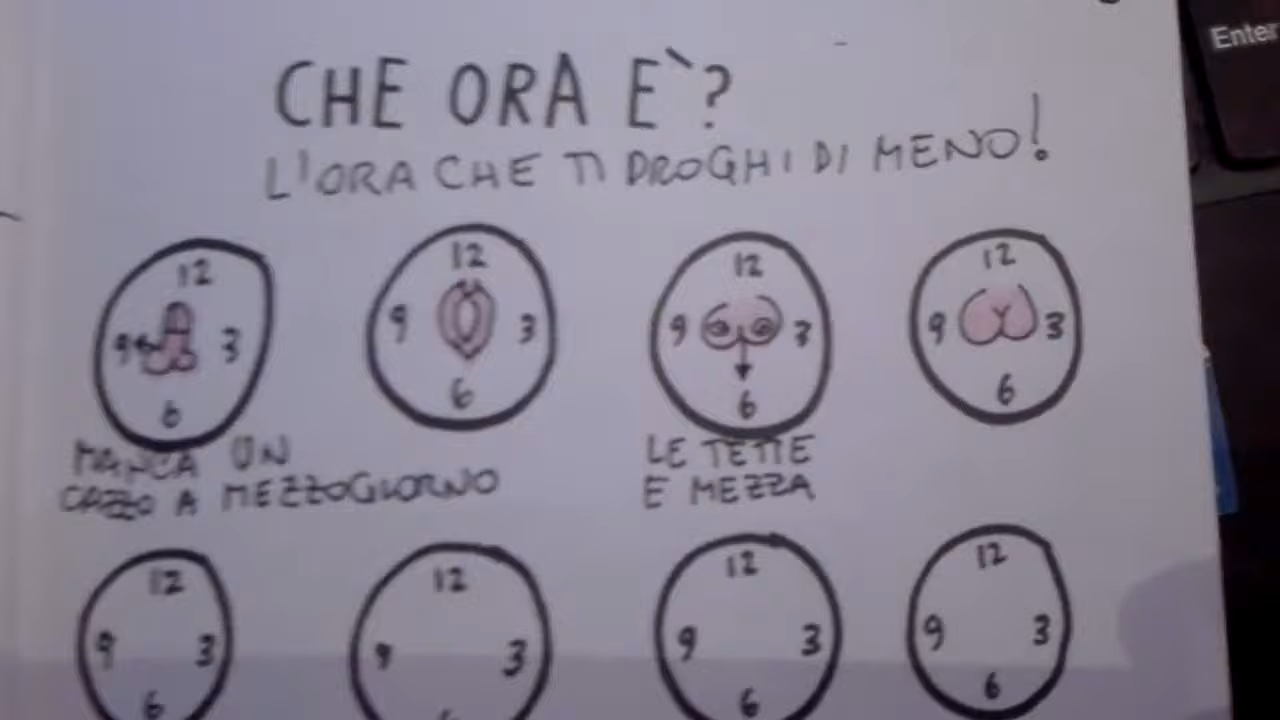 Enter
CHE ORA E`?
L'ORA CHE TI DROGHI DI MENO!
12 12 12 12
9 3 9 3 9 3 9 3
6 6 6 6
MANCA UN
CAZZO A MEZZOGIORNO
LE TETTE
E MEZZA
12 12 12 12
9 3 9 3 9 3 9 3
6 6 6